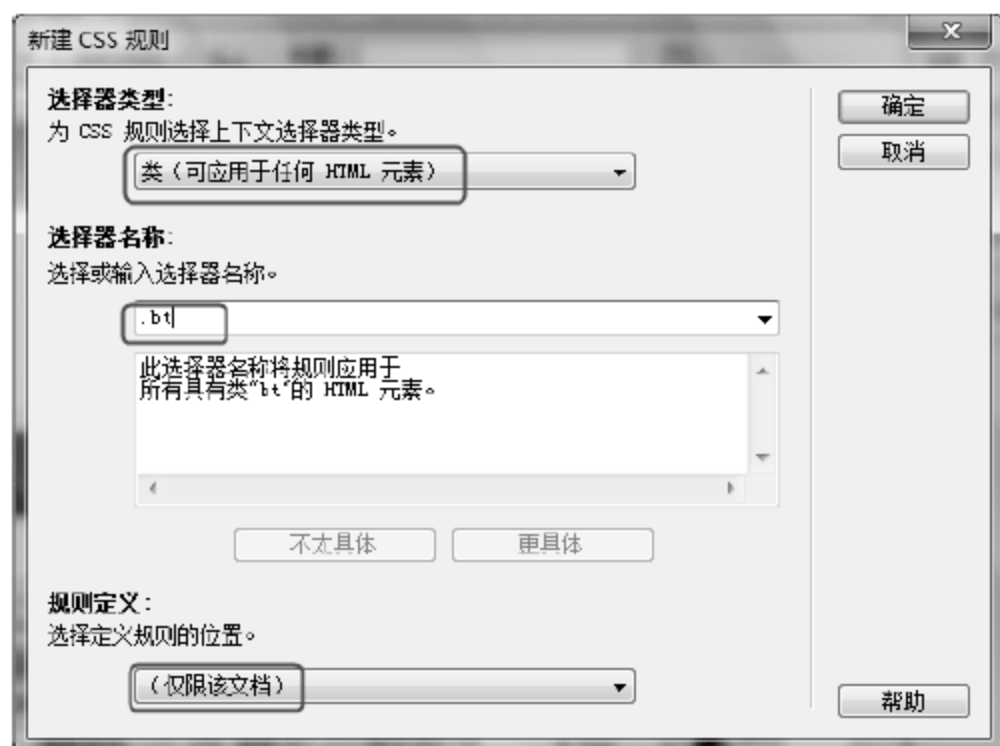 新建 CSS 规则
选择器类型:
为 CSS 规则选择上下文选择器类型。
类（可应用于任何 HTML 元素）
确定
取消
选择器名称:
选择或输入选择器名称。
.bt
此选择器名称将规则应用于
所有具有类"bt"的 HTML 元素。
不太具体
更具体
规则定义:
选择定义规则的位置。
（仅限该文档）
帮助